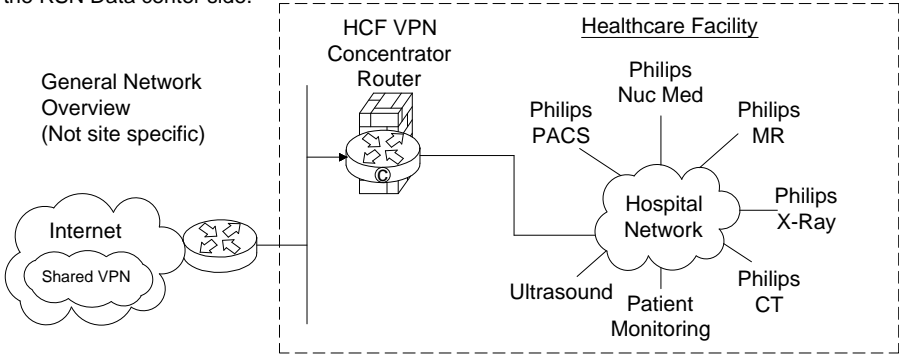 the RSN Data center side.
HCF VPN
Concentrator
Router
Healthcare Facility
General Network
Overview
(Not site specific)
Philips
Nuc Med
Philips
PACS
Philips
MR
Internet
Shared VPN
C
Hospital
Network
Philips
X-Ray
Ultrasound
Patient
Monitoring
Philips
CT